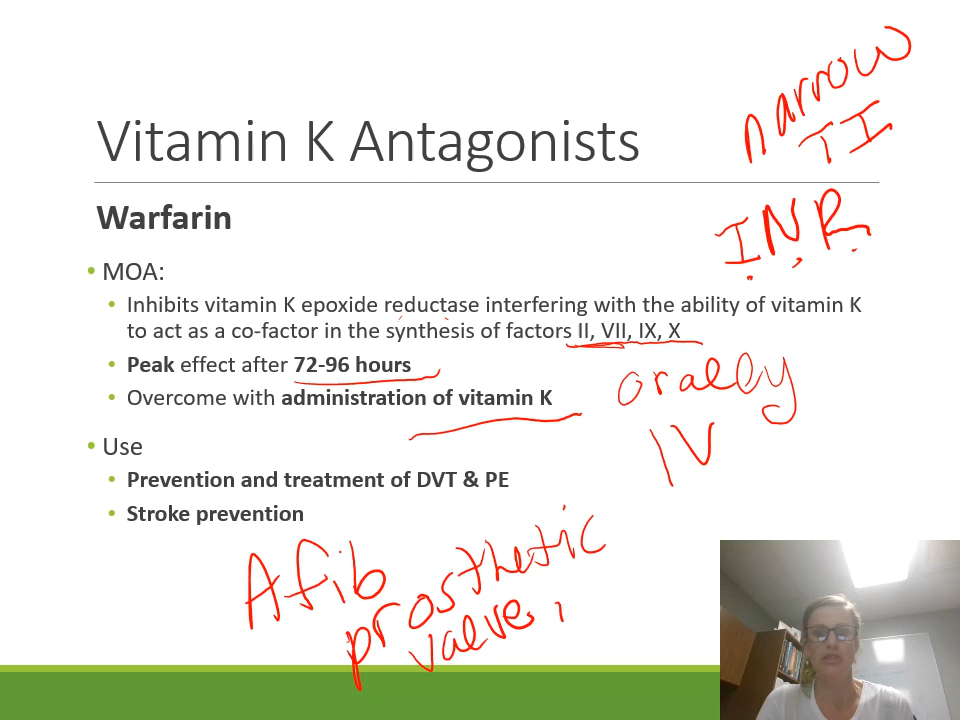 narrow
TI
Vitamin K Antagonists
INR
Warfarin
• MOA:
• Inhibits vitamin K epoxide reductase interfering with the ability of vitamin K
to act as a co-factor in the synthesis of factors II, VII, IX, X
• Peak effect after 72-96 hours
orally
• Overcome with administration of vitamin K
IV
• Use
• Prevention and treatment of DVT & PE
• Stroke prevention
Afib
prosthetic
valves,